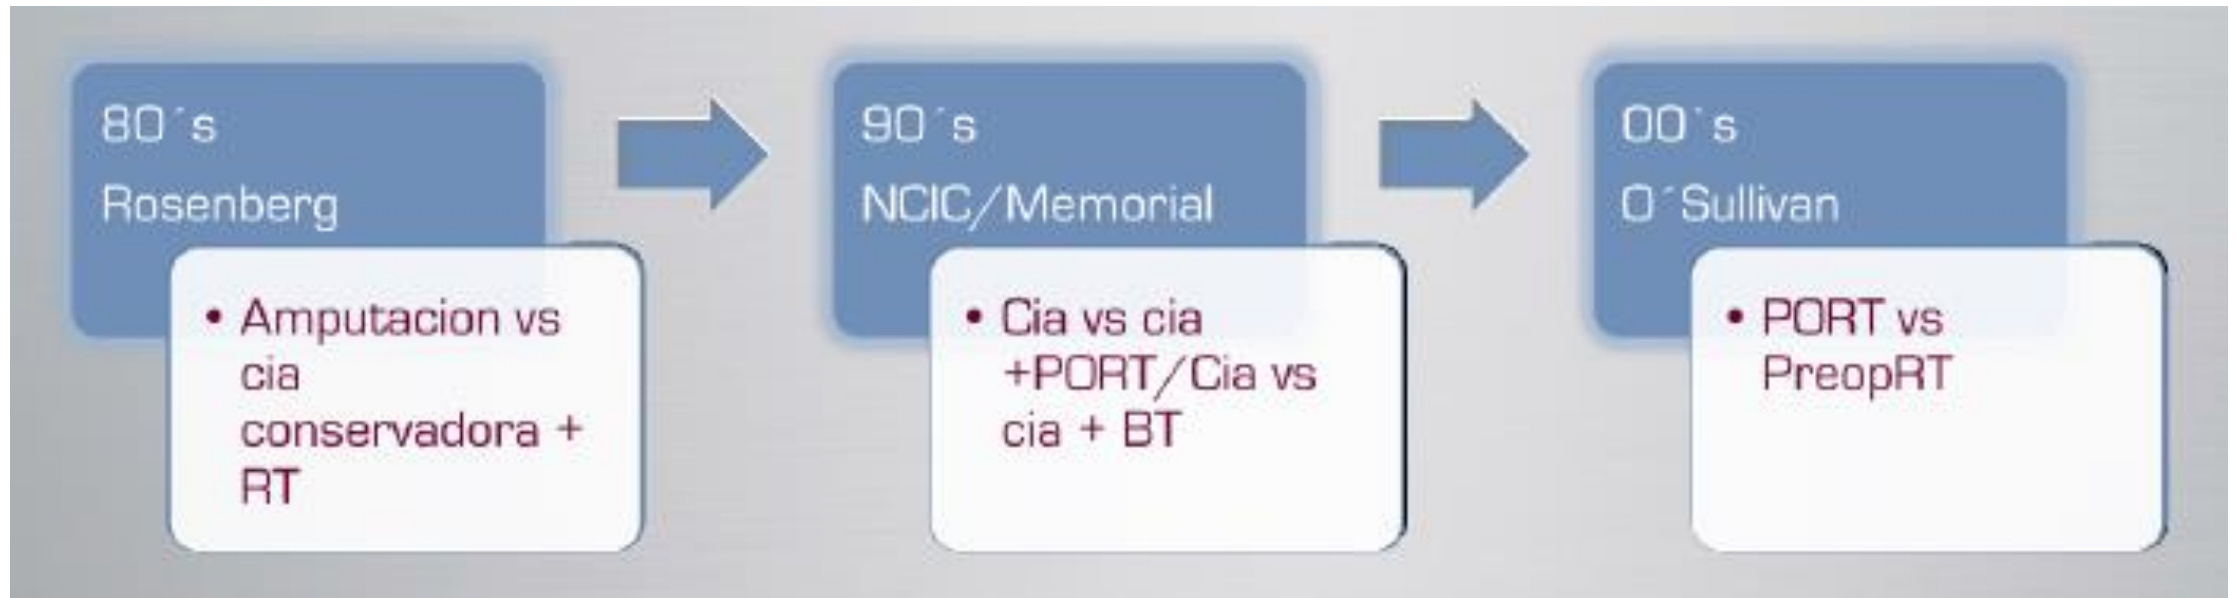 80´s
Rosenberg
• Amputacion vs
cia
conservadora +
RT
90´s
NCIC/Memorial
• Cia vs cia
+PORT/Cia vs
cia + BT
00´s
O´Sullivan
• PORT vs
PreopRT